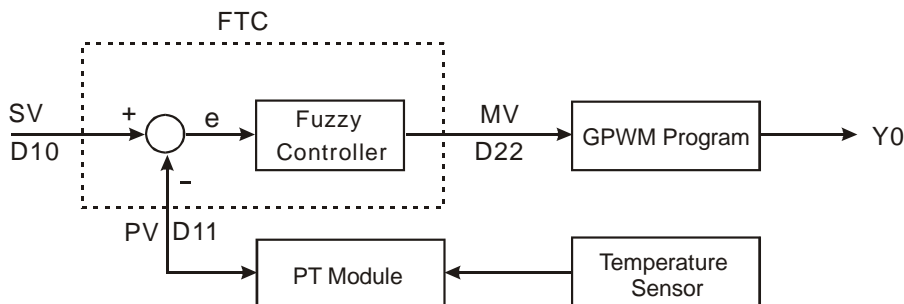 FTC
SV
D10
+
e
Fuzzy
Controller
MV
D22
GPWM Program
Y0
−
PV
D11
PT Module
Temperature
Sensor